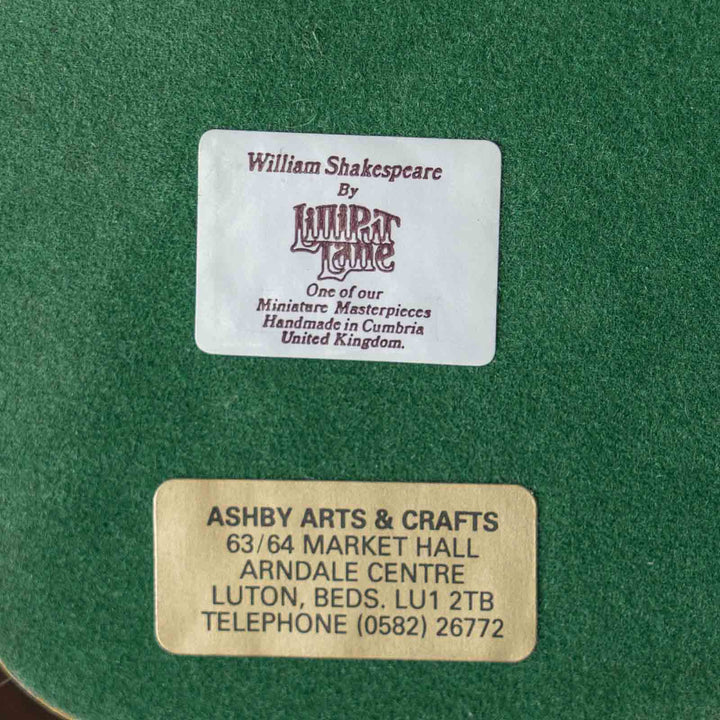 William Shakespeare
By
Lilliput
Lane
One of our
Miniature Masterpieces
Handmade in Cumbria
United Kingdom.
ASHBY ARTS & CRAFTS
63/64 MARKET HALL
ARNDALE CENTRE
LUTON, BEDS. LU1 2TB
TELEPHONE (0582) 26772